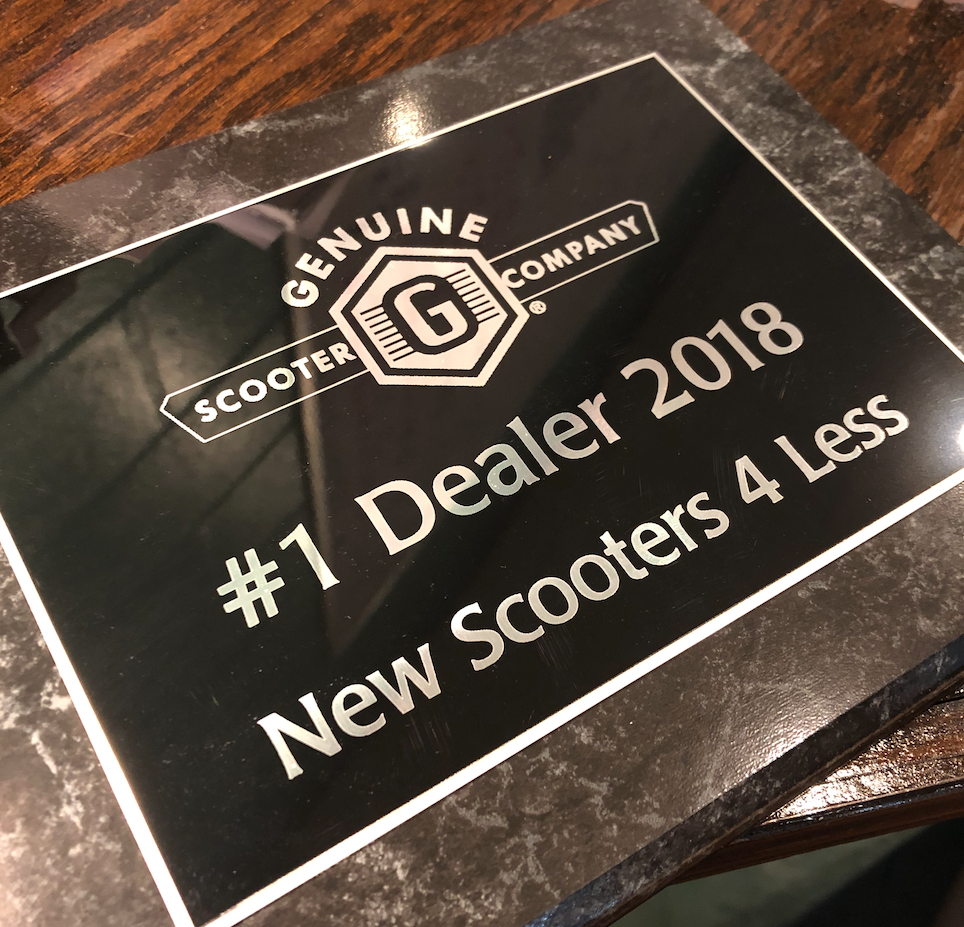 GENUINE
SCOOTER G COMPANY®
#1 Dealer 2018
New Scooters 4 Less